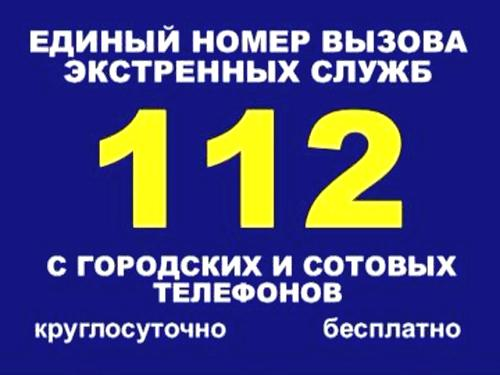 ЕДИНЫЙ НОМЕР ВЫЗОВА
ЭКСТРЕННЫХ СЛУЖБ
112
С ГОРОДСКИХ И СОТОВЫХ
ТЕЛЕФОНОВ
круглосуточно бесплатно